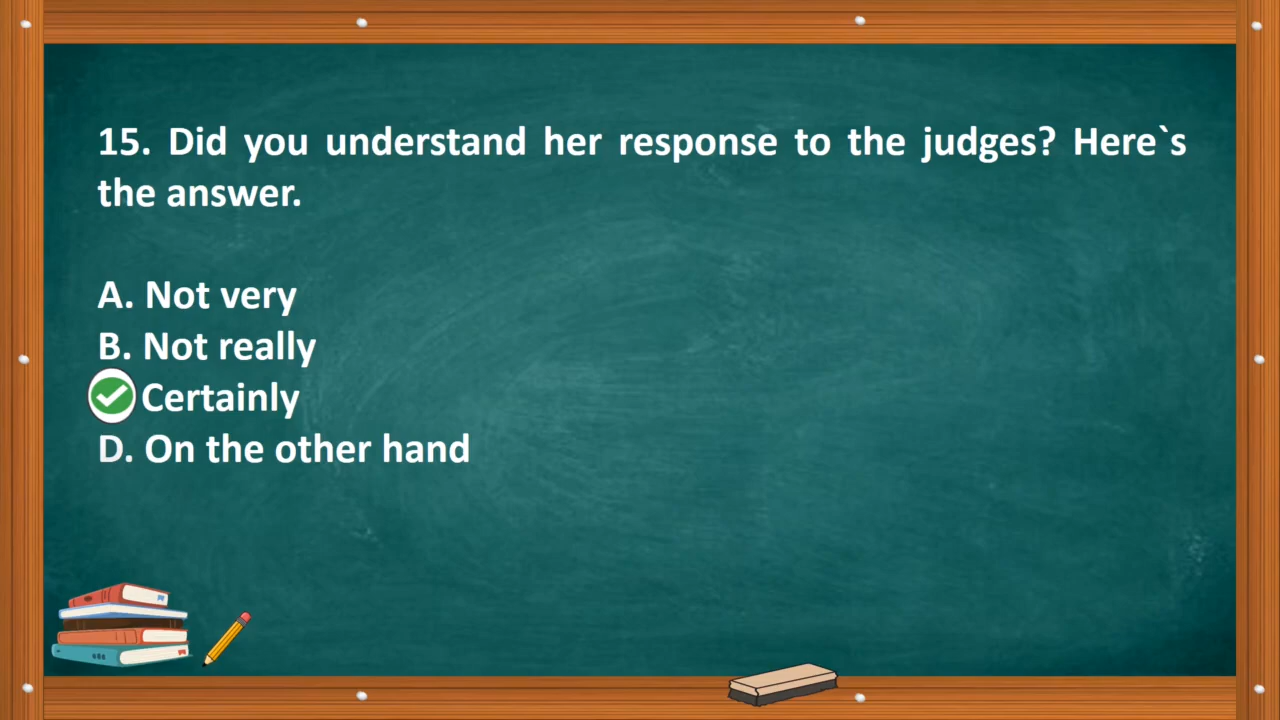 15. Did you understand her response to the judges? Here`s
the answer.
A. Not very
B. Not really
Certainly
D. On the other hand